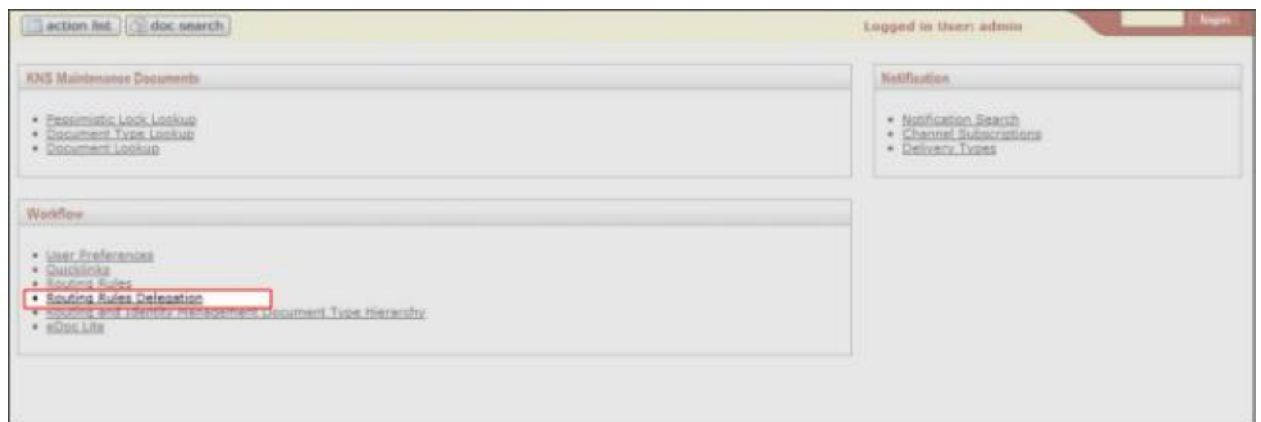 action list doc search Logged in User: admin login
KNS Maintenance Documents
Pessimistic Lock Lookup
Document Type Lookup
Document Lookup
Notification
Notification Search
Channel Subscriptions
Delivery Types
Workflow
User Preferences
Quicklinks
Routing Rules
Routing Rules Delegation
Routing and Identity Management Document Type Hierarchy
eDoc Lite